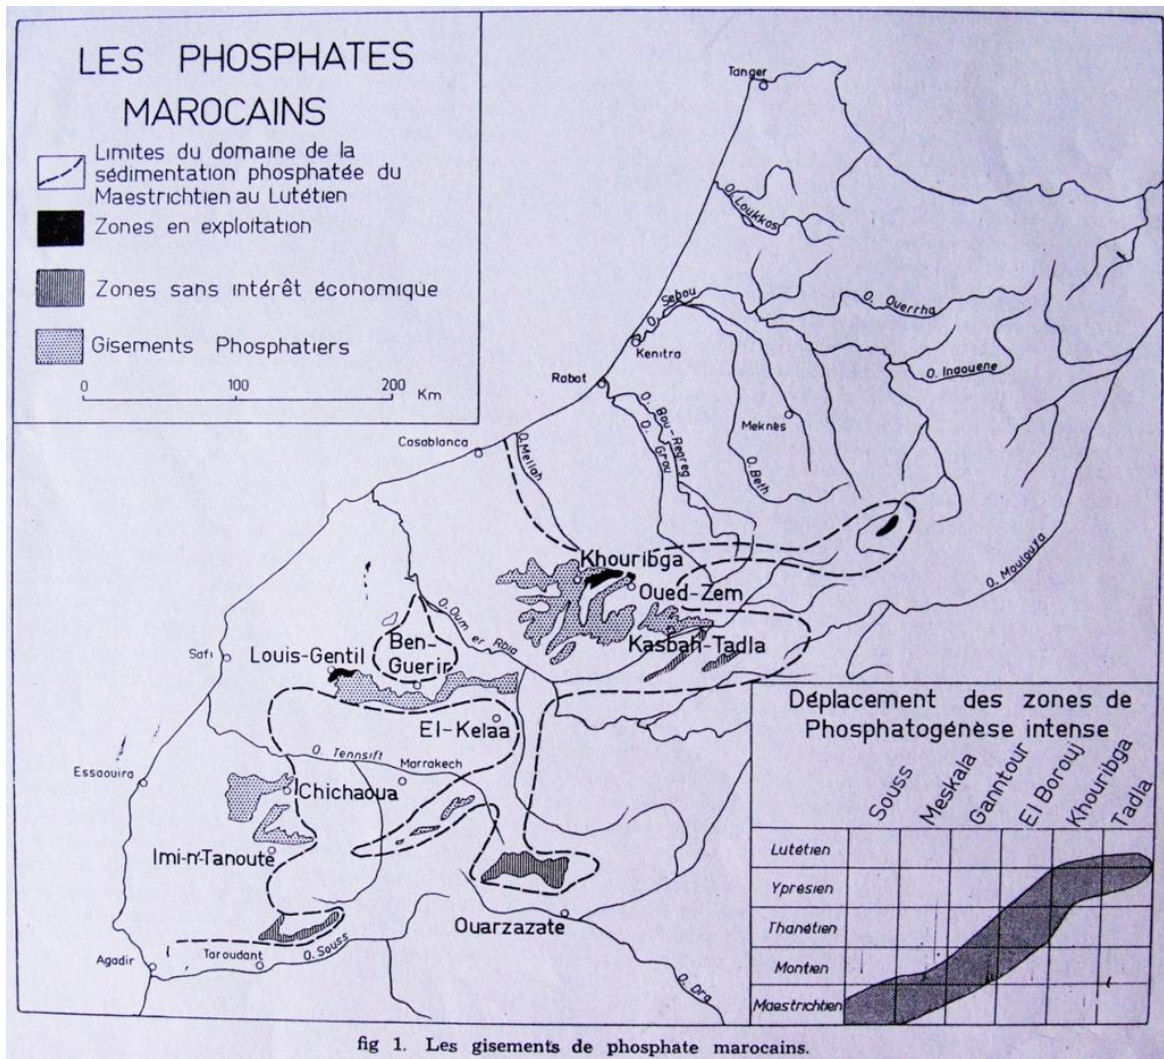 LES PHOSPHATES
MAROCAINS
Limites du domaine de la
sédimentation phosphatée du
Maestrichtien au Lutétien
Zones en exploitation
Zones sans intérêt économique
Gisements Phosphatiers
0 100 200
Km
Tanger
O. Loukkos
O. Sebou
O. Ouerrha
Kenitra
O. Inaouene
Rabat
O. Bou Regreg
O. Grou
Meknès
O. Beth
Casablanca
O. Mellah
O. Moulouya
Khouribga
Oued-Zem
Kasbah-Tadla
O. Oum er Rbia
Ben-
Guerir
Safi
Louis-Gentil
El-Kelaa
O. Tennsift
Marrakech
Essaouira
Chichaoua
Imi-n'-Tanoute
Ouarzazate
Agadir
Taroudant
O. Souss
O. Dra
Déplacement des zones de
Phosphatogénèse intense
Souss
Meskala
Ganntour
El Borouj
Khouribga
Tadla
Lutétien
Yprésien
Thanétien
Montien
Maestrichtien
fig 1. Les gisements de phosphate marocains.